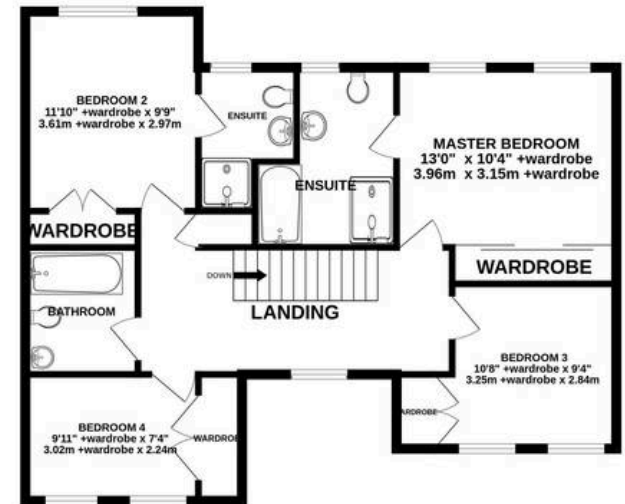 BEDROOM 2
11'10" +wardrobe x 9'9"
3.61m +wardrobe x 2.97m
ENSUITE
ENSUITE
MASTER BEDROOM
13'0" x 10'4" +wardrobe
3.96m x 3.15m +wardrobe
WARDROBE
WARDROBE
DOWN
LANDING
BATHROOM
BEDROOM 3
10'8" +wardrobe x 9'4"
3.25m +wardrobe x 2.84m
ARDROBE
BEDROOM 4
9'11" +wardrobe x 7'4"
3.02m +wardrobe x 2.24m
WARDROB